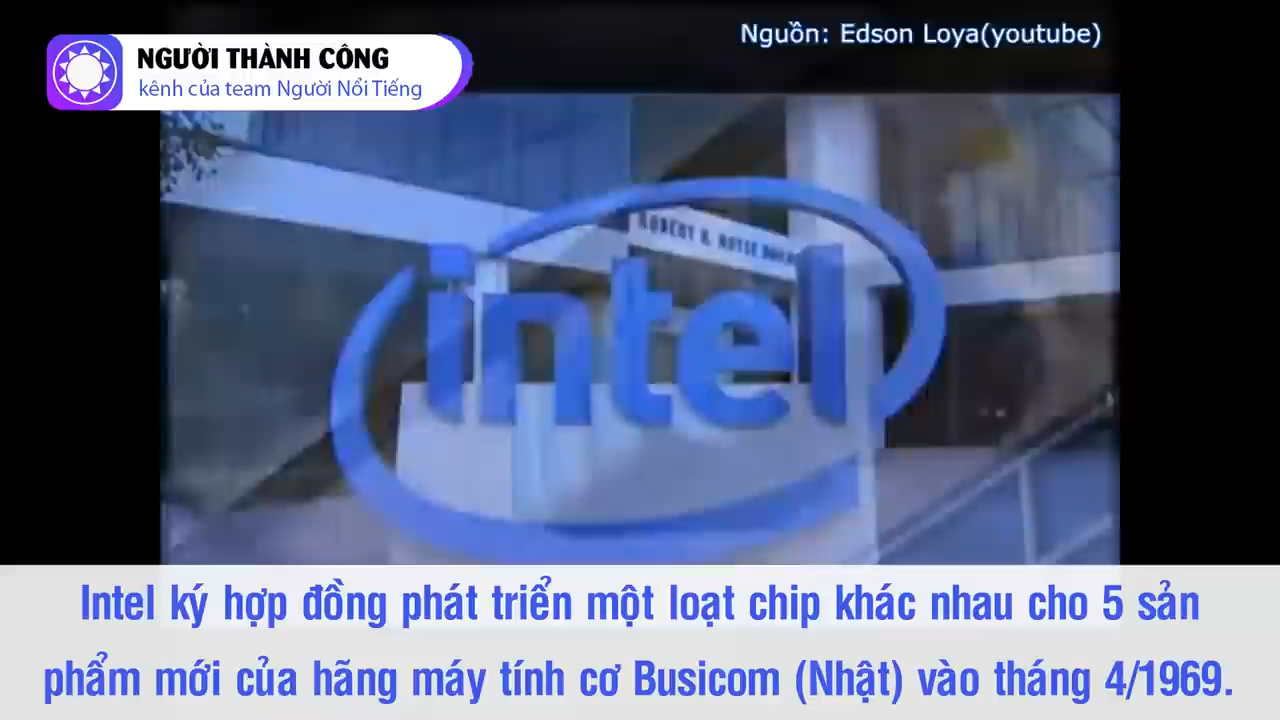 Nguồn: Edson Loya(youtube)
NGƯỜI THÀNH CÔNG
kênh của team Người Nổi Tiếng
ROBERT N. NOYCE
intel
Intel ký hợp đồng phát triển một loạt chip khác nhau cho 5 sản
phẩm mới của hãng máy tính cơ Busicom (Nhật) vào tháng 4/1969.